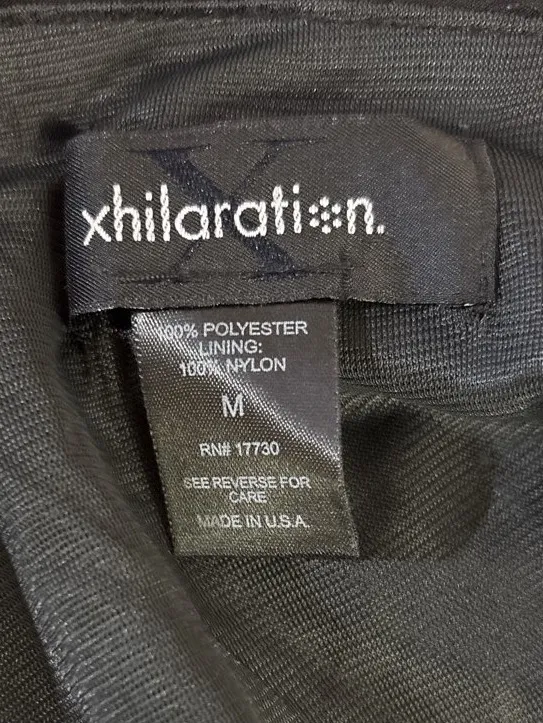 X
xhilaration.
100% POLYESTER
LINING:
100% NYLON
M
RN# 17730
SEE REVERSE FOR
CARE
MADE IN U.S.A.